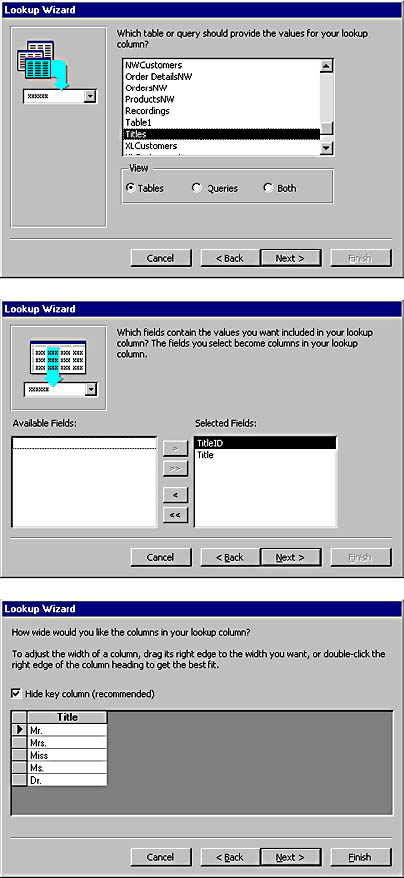 Lookup Wizard
Which table or query should provide the values for your lookup
column?
xxxxxx
NWCustomers
Order DetailsNW
OrdersNW
ProductsNW
Recordings
Table1
Titles
XLCustomers
View
Tables
Queries
Both
Cancel
< Back
Next >
Finish
Lookup Wizard
Which fields contain the values you want included in your lookup
column? The fields you select become columns in your lookup
column.
xxx xxx xxx xxx
xxx xxx xxx xxx
xxx xxx xxx xxx
xxxxxx
Available Fields:
Selected Fields:
>
>>
<
<<
TitleID
Title
Cancel
< Back
Next >
Finish
Lookup Wizard
How wide would you like the columns in your lookup column?
To adjust the width of a column, drag its right edge to the width you want, or double-click the
right edge of the column heading to get the best fit.
Hide key column (recommended)
Title
Mr.
Mrs.
Miss
Ms.
Dr.
Cancel
< Back
Next >
Finish